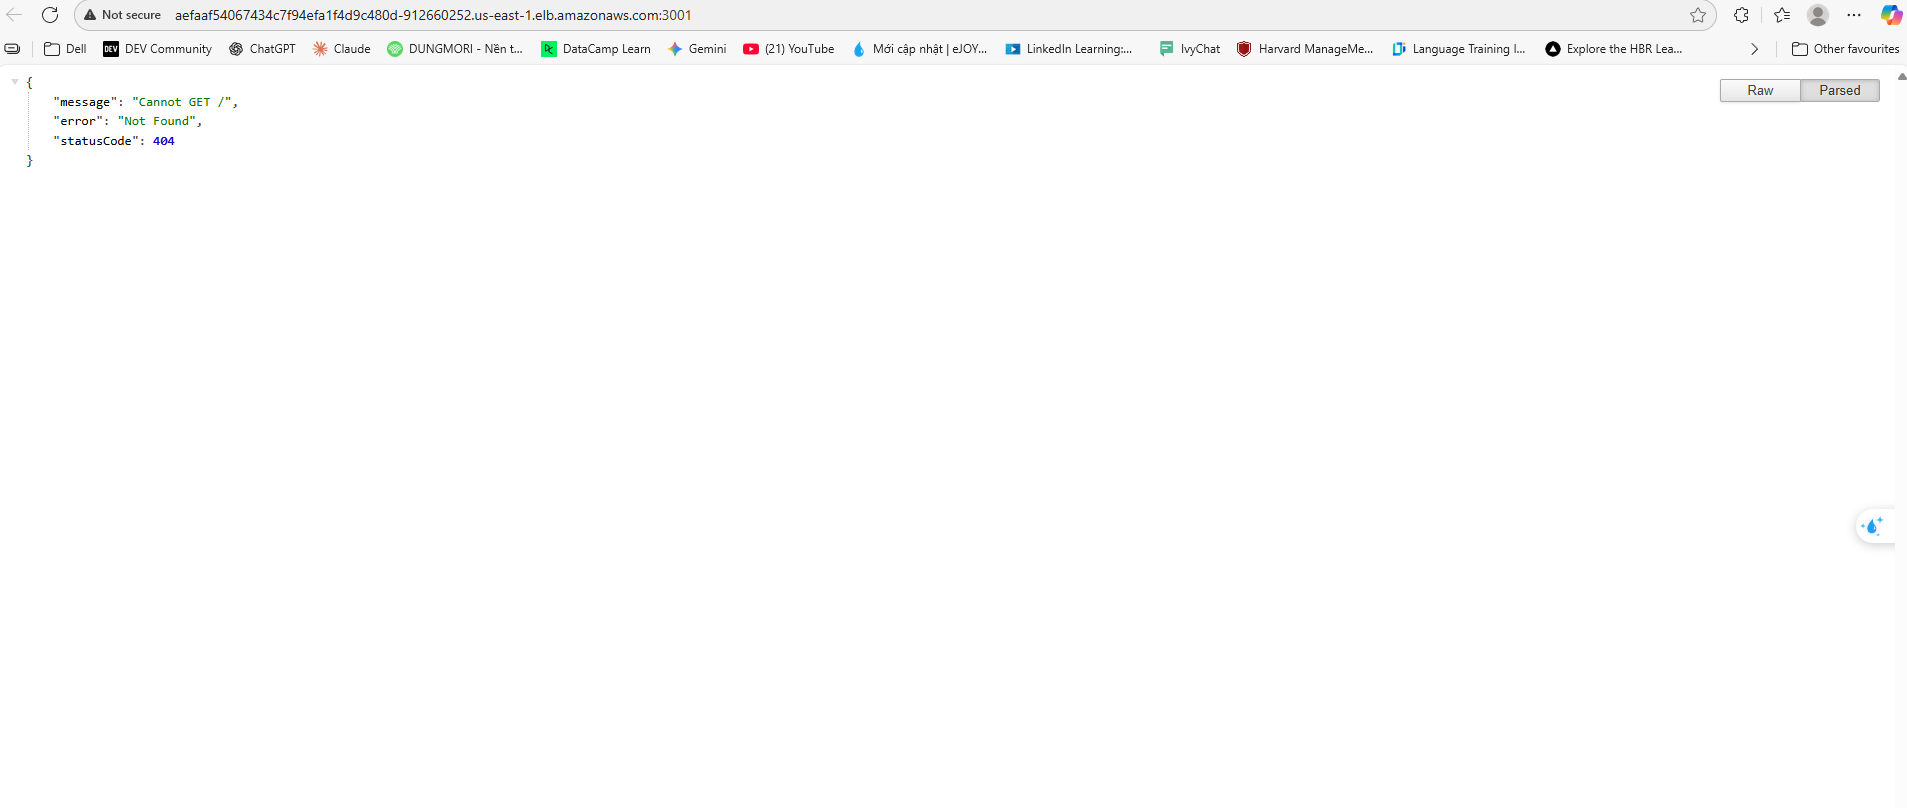 Not secure aefaaf54067434c7f94efa1f4d9c480d-912660252.us-east-1.elb.amazonaws.com:3001
Dell DEV DEV Community ChatGPT Claude DUNGMORI - Nền t... DC DataCamp Learn Gemini (21) YouTube Mới cập nhật | eJOY... LinkedIn Learning:... IvyChat Harvard ManageMe... Language Training I... Explore the HBR Lea... Other favourites
Raw Parsed
{
"message": "Cannot GET /",
"error": "Not Found",
"statusCode": 404
}